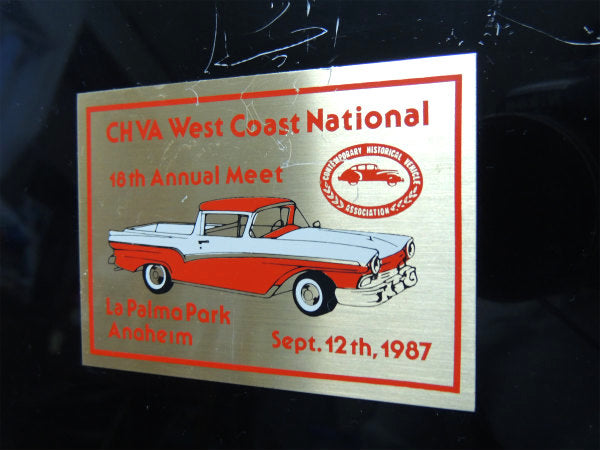 CHVA West Coast National
18th Annual Meet
CONTEMPORARY HISTORICAL VEHICLE
ASSOCIATION
La Palma Park
Anaheim
Sept. 12th, 1987